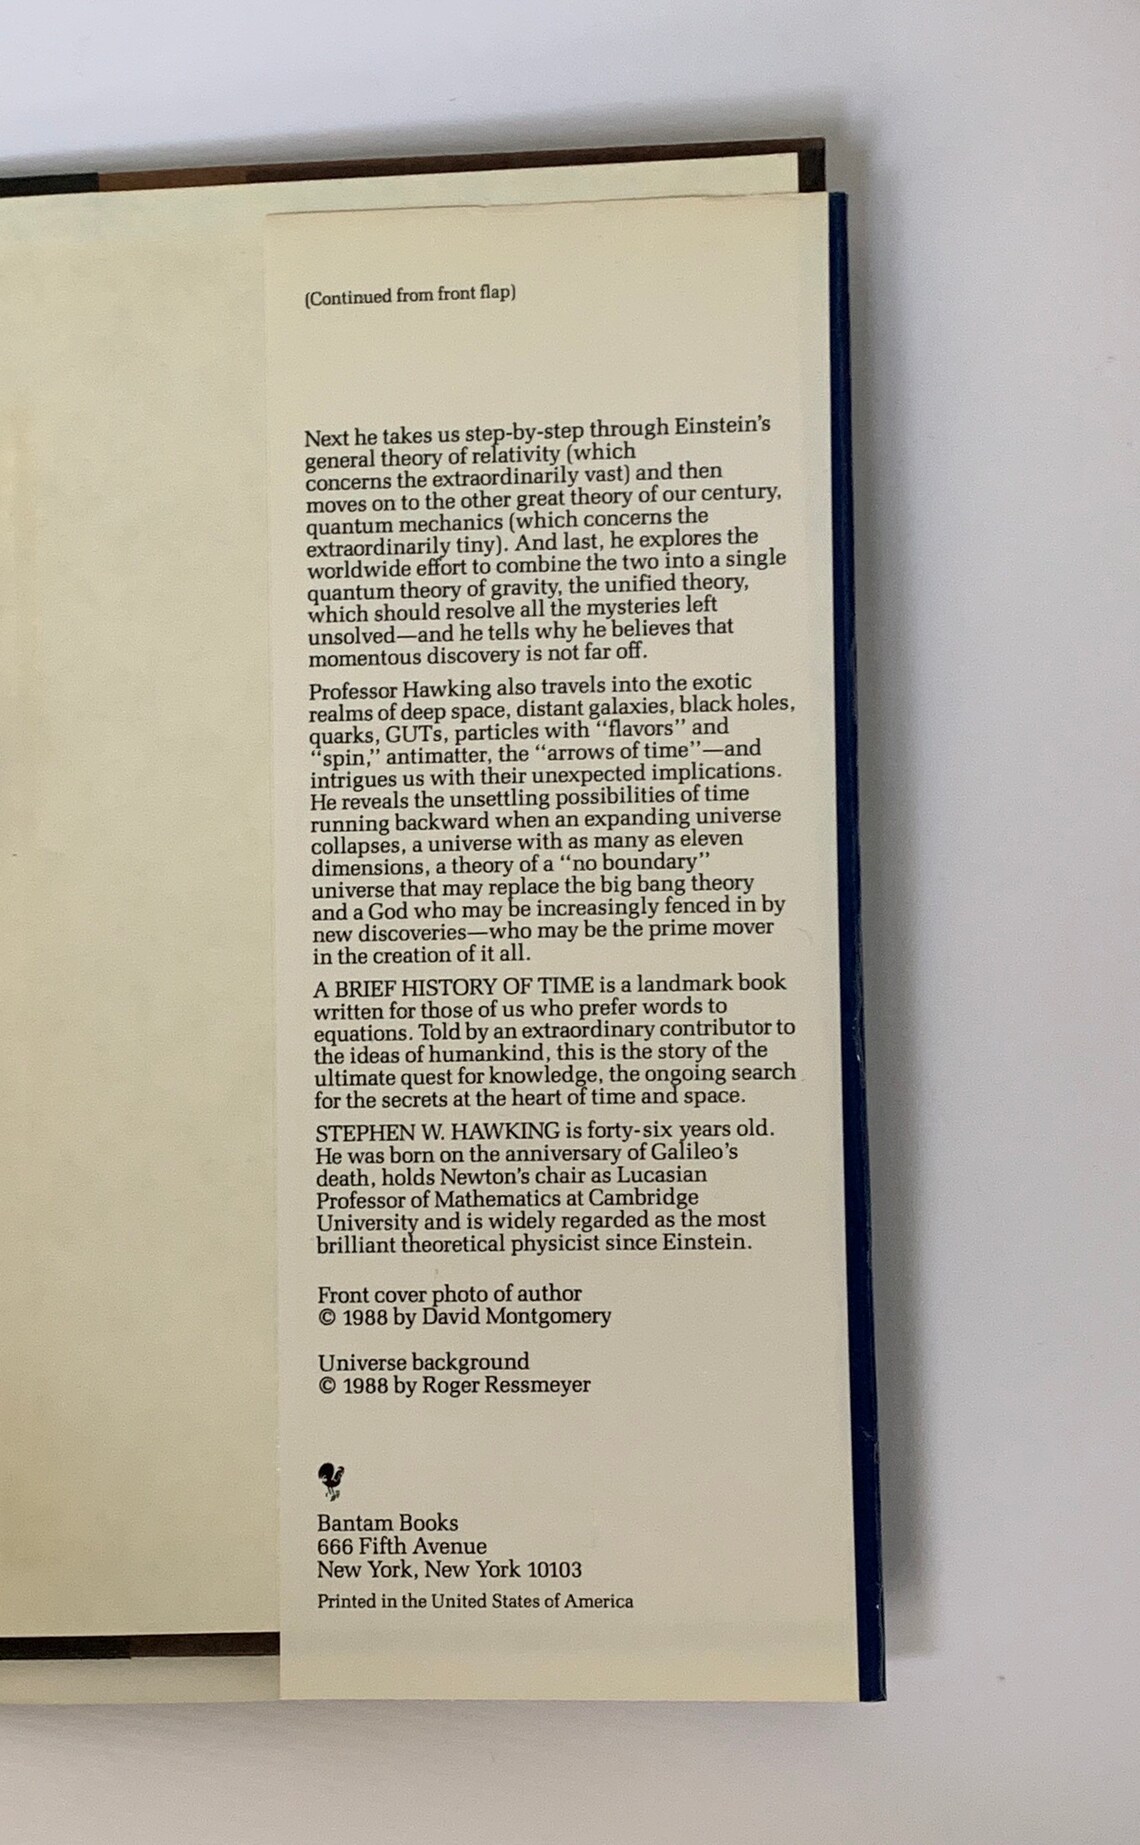 (Continued from front flap)
Next he takes us step-by-step through Einstein's
general theory of relativity (which
concerns the extraordinarily vast) and then
moves on to the other great theory of our century,
quantum mechanics (which concerns the
extraordinarily tiny). And last, he explores the
worldwide effort to combine the two into a single
quantum theory of gravity, the unified theory,
which should resolve all the mysteries left
unsolved—and he tells why he believes that
momentous discovery is not far off.
Professor Hawking also travels into the exotic
realms of deep space, distant galaxies, black holes,
quarks, GUTs, particles with "flavors" and
"spin," antimatter, the "arrows of time"—and
intrigues us with their unexpected implications.
He reveals the unsettling possibilities of time
running backward when an expanding universe
collapses, a universe with as many as eleven
dimensions, a theory of a "no boundary"
universe that may replace the big bang theory
and a God who may be increasingly fenced in by
new discoveries—who may be the prime mover
in the creation of it all.
A BRIEF HISTORY OF TIME is a landmark book
written for those of us who prefer words to
equations. Told by an extraordinary contributor to
the ideas of humankind, this is the story of the
ultimate quest for knowledge, the ongoing search
for the secrets at the heart of time and space.
STEPHEN W. HAWKING is forty-six years old.
He was born on the anniversary of Galileo's
death, holds Newton's chair as Lucasian
Professor of Mathematics at Cambridge
University and is widely regarded as the most
brilliant theoretical physicist since Einstein.
Front cover photo of author
© 1988 by David Montgomery
Universe background
© 1988 by Roger Ressmeyer
Bantam Books
666 Fifth Avenue
New York, New York 10103
Printed in the United States of America